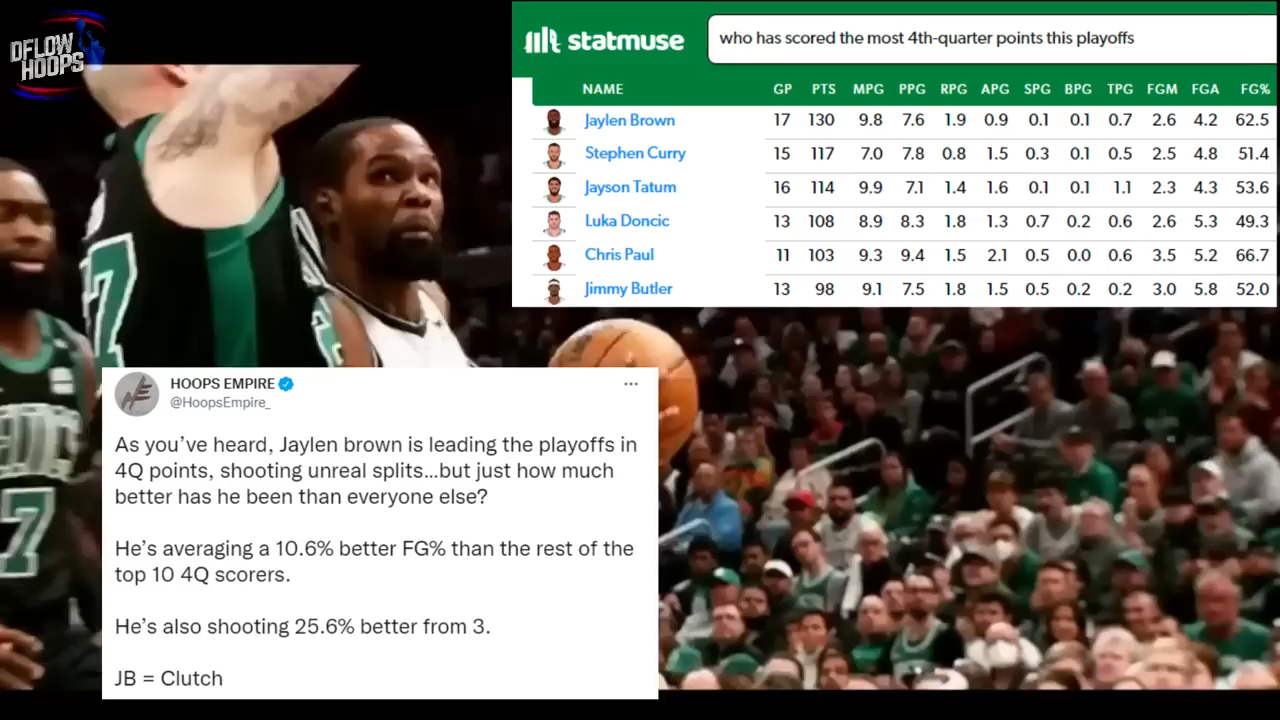 DFLOW
HOOPS
statmuse
who has scored the most 4th-quarter points this playoffs
NAME GP PTS MPG PPG RPG APG SPG BPG TPG FGM FGA FG%
Jaylen Brown 17 130 9.8 7.6 1.9 0.9 0.1 0.1 0.7 2.6 4.2 62.5
Stephen Curry 15 117 7.0 7.8 0.8 1.5 0.3 0.1 0.5 2.5 4.8 51.4
Jayson Tatum 16 114 9.9 7.1 1.4 1.6 0.1 0.1 1.1 2.3 4.3 53.6
Luka Doncic 13 108 8.9 8.3 1.8 1.3 0.7 0.2 0.6 2.6 5.3 49.3
Chris Paul 11 103 9.3 9.4 1.5 2.1 0.5 0.0 0.6 3.5 5.2 66.7
Jimmy Butler 13 98 9.1 7.5 1.8 1.5 0.5 0.2 0.2 3.0 5.8 52.0
7
7
HOOPS EMPIRE
@HoopsEmpire_
As you've heard, Jaylen brown is leading the playoffs in
4Q points, shooting unreal splits...but just how much
better has he been than everyone else?
He's averaging a 10.6% better FG% than the rest of the
top 10 4Q scorers.
He's also shooting 25.6% better from 3.
JB = Clutch